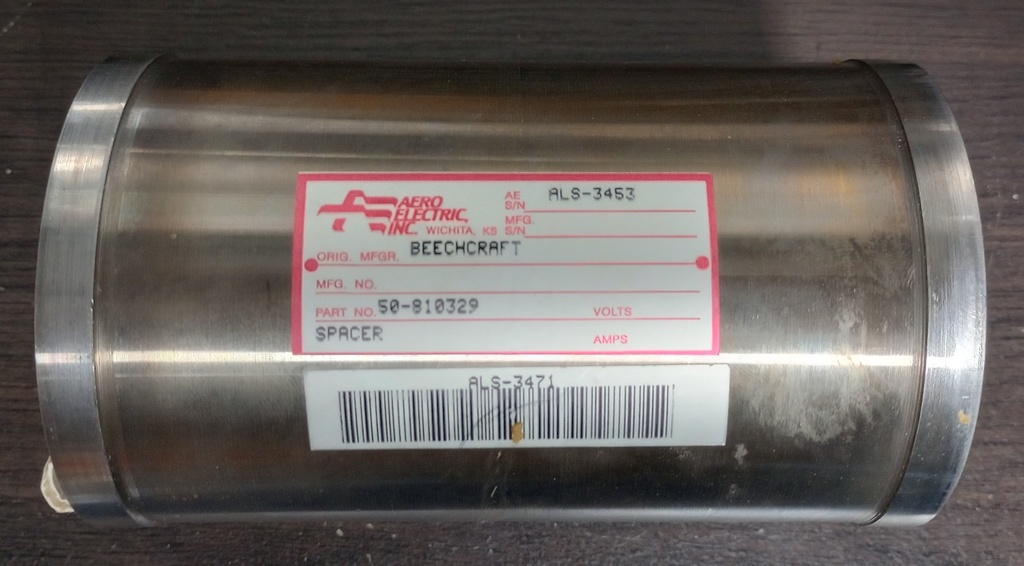 AERO
ELECTRIC,
INC. WICHITA, KS
AE
S/N ALS-3453
MFG.
S/N
ORIG. MFGR. BEECHCRAFT
MFG. NO.
PART NO. 50-810329 VOLTS
SPACER AMPS
ALS-3471